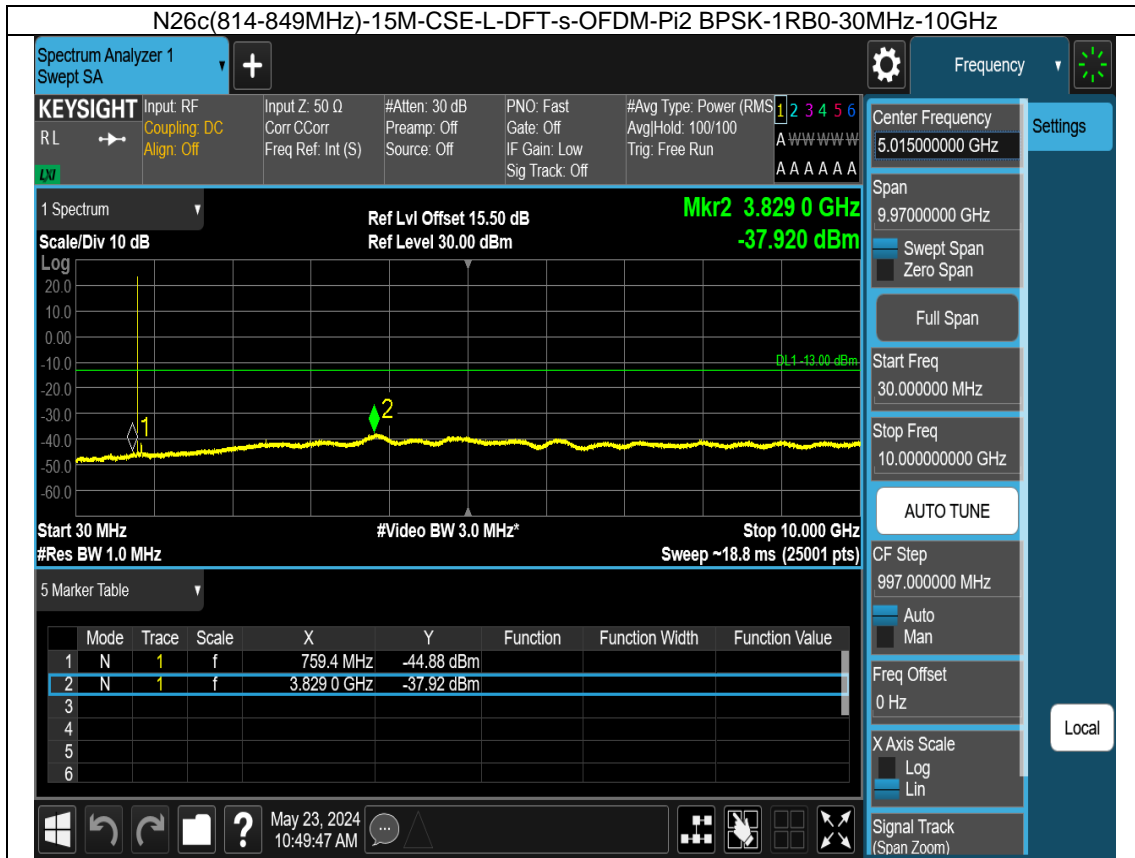 N26c(814-849MHz)-15M-CSE-L-DFT-s-OFDM-Pi2 BPSK-1RB0-30MHz-10GHz
Spectrum Analyzer 1
Swept SA
+
Frequency
KEYSIGHT
RL
LXI
Input: RF
Coupling: DC
Align: Off
Input Z: 50 Ω
Corr CCorr
Freq Ref: Int (S)
#Atten: 30 dB
Preamp: Off
Source: Off
PNO: Fast
Gate: Off
IF Gain: Low
Sig Track: Off
#Avg Type: Power (RMS
Avg|Hold: 100/100
Trig: Free Run
1 2 3 4 5 6
A W W W W W
A A A A A A
1 Spectrum
Scale/Div 10 dB
Ref Lvl Offset 15.50 dB
Ref Level 30.00 dBm
Mkr2 3.829 0 GHz
-37.920 dBm
Log
20.0
10.0
0.00
-10.0
-20.0
-30.0
-40.0
-50.0
-60.0
DL1 -13.00 dBm
1
2
Start 30 MHz
#Video BW 3.0 MHz*
Stop 10.000 GHz
#Res BW 1.0 MHz
Sweep ~18.8 ms (25001 pts)
5 Marker Table
Mode Trace Scale X Y Function Function Width Function Value
1 N 1 f 759.4 MHz -44.88 dBm
2 N 1 f 3.829 0 GHz -37.92 dBm
3
4
5
6
?
May 23, 2024
10:49:47 AM
Center Frequency
5.015000000 GHz
Settings
Span
9.97000000 GHz
Swept Span
Zero Span
Full Span
Start Freq
30.000000 MHz
Stop Freq
10.000000000 GHz
AUTO TUNE
CF Step
997.000000 MHz
Auto
Man
Freq Offset
0 Hz
X Axis Scale
Log
Lin
Local
Signal Track
(Span Zoom)